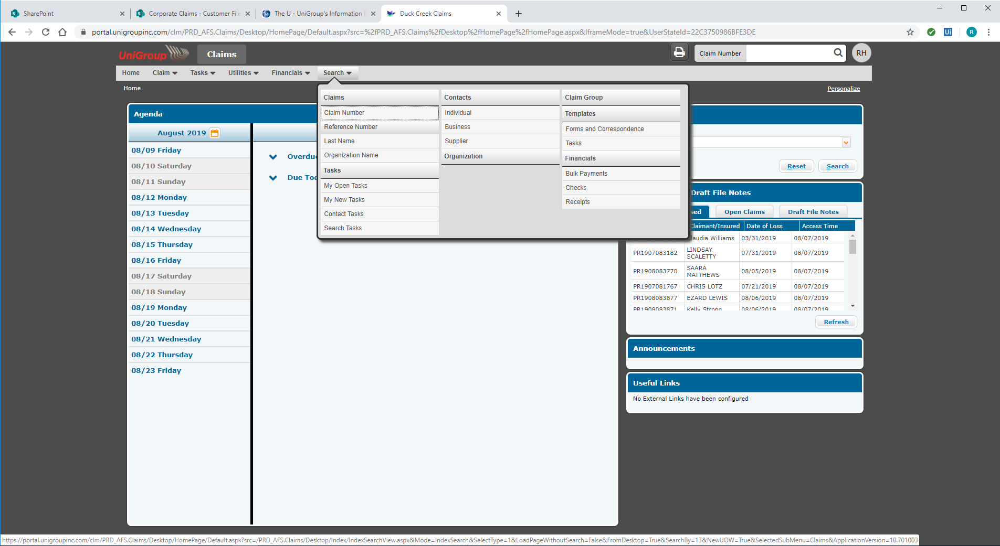 SharePoint
Corporate Claims - Customer File
The U - UniGroup's Information P
Duck Creek Claims
portal.unigroupinc.com/clm/PRD_AFS.Claims/Desktop/HomePage/Default.aspx?src=%2fPRD_AFS.Claims%2fDesktop%2fHomePage%2fHomePage.aspx&IframeMode=true&UserStateId=22C3750986BFE3DE
Ui
R
UniGroup
Claims
Claim Number
RH
Home
Claim
Tasks
Utilities
Financials
Search
Home
Personalize
Claims
Claim Number
Reference Number
Last Name
Organization Name
Tasks
My Open Tasks
My New Tasks
Contact Tasks
Search Tasks
Contacts
Individual
Business
Supplier
Organization
Claim Group
Templates
Forms and Correspondence
Tasks
Financials
Bulk Payments
Checks
Receipts
Agenda
August 2019
08/09 Friday
08/10 Saturday
08/11 Sunday
08/12 Monday
08/13 Tuesday
08/14 Wednesday
08/15 Thursday
08/16 Friday
08/17 Saturday
08/18 Sunday
08/19 Monday
08/20 Tuesday
08/21 Wednesday
08/22 Thursday
08/23 Friday
Overdu
Due Too
Reset
Search
Draft File Notes
sed
Open Claims
Draft File Notes
Claimant/Insured Date of Loss Access Time
laudia Williams 03/31/2019 08/07/2019
PR1907083182 LINDSAY SCALETTY 07/31/2019 08/07/2019
PR1908083770 SAARA MATTHEWS 08/05/2019 08/07/2019
PR1907081767 CHRIS LOTZ 07/21/2019 08/07/2019
PR1908083877 EZARD LEWIS 08/06/2019 08/07/2019
PR1908083871 Kelly Strong 08/06/2019 08/07/2019
Refresh
Announcements
Useful Links
No External Links have been configured
https://portal.unigroupinc.com/clm/PRD_AFS.Claims/Desktop/HomePage/Default.aspx?src=/PRD_AFS.Claims/Desktop/Index/IndexSearchView.aspx&Mode=IndexSearch&SelectType=1&LoadPageWithoutSearch=False&FromDesktop=True&SearchBy=13&NewUOW=True&SelectedSubMenu=Claims&ApplicationVersion=10.701003